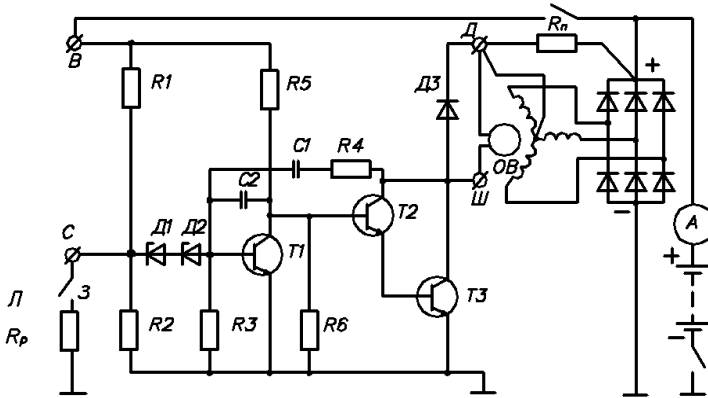 В
Д
Rп
R1
R5
Д3
+
C1
R4
C2
ОВ
Ш
T2
С
Д1
Д2
T1
–
А
+
Л
З
T3
Rр
R2
R3
R6
–